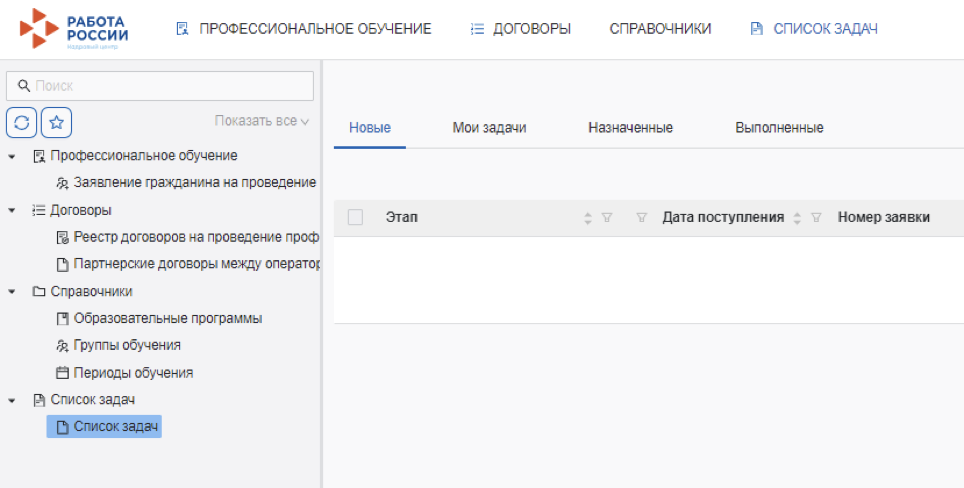 РАБОТА
РОССИИ
Кадровый центр
ПРОФЕССИОНАЛЬНОЕ ОБУЧЕНИЕ
ДОГОВОРЫ
СПРАВОЧНИКИ
СПИСОК ЗАДАЧ
Поиск
Показать все
Новые
Мои задачи
Назначенные
Выполненные
Профессиональное обучение
Заявление гражданина на проведение
Договоры
Реестр договоров на проведение проф
Партнерские договоры между оператор
Справочники
Образовательные программы
Группы обучения
Периоды обучения
Список задач
Список задач
Этап
Дата поступления
Номер заявки